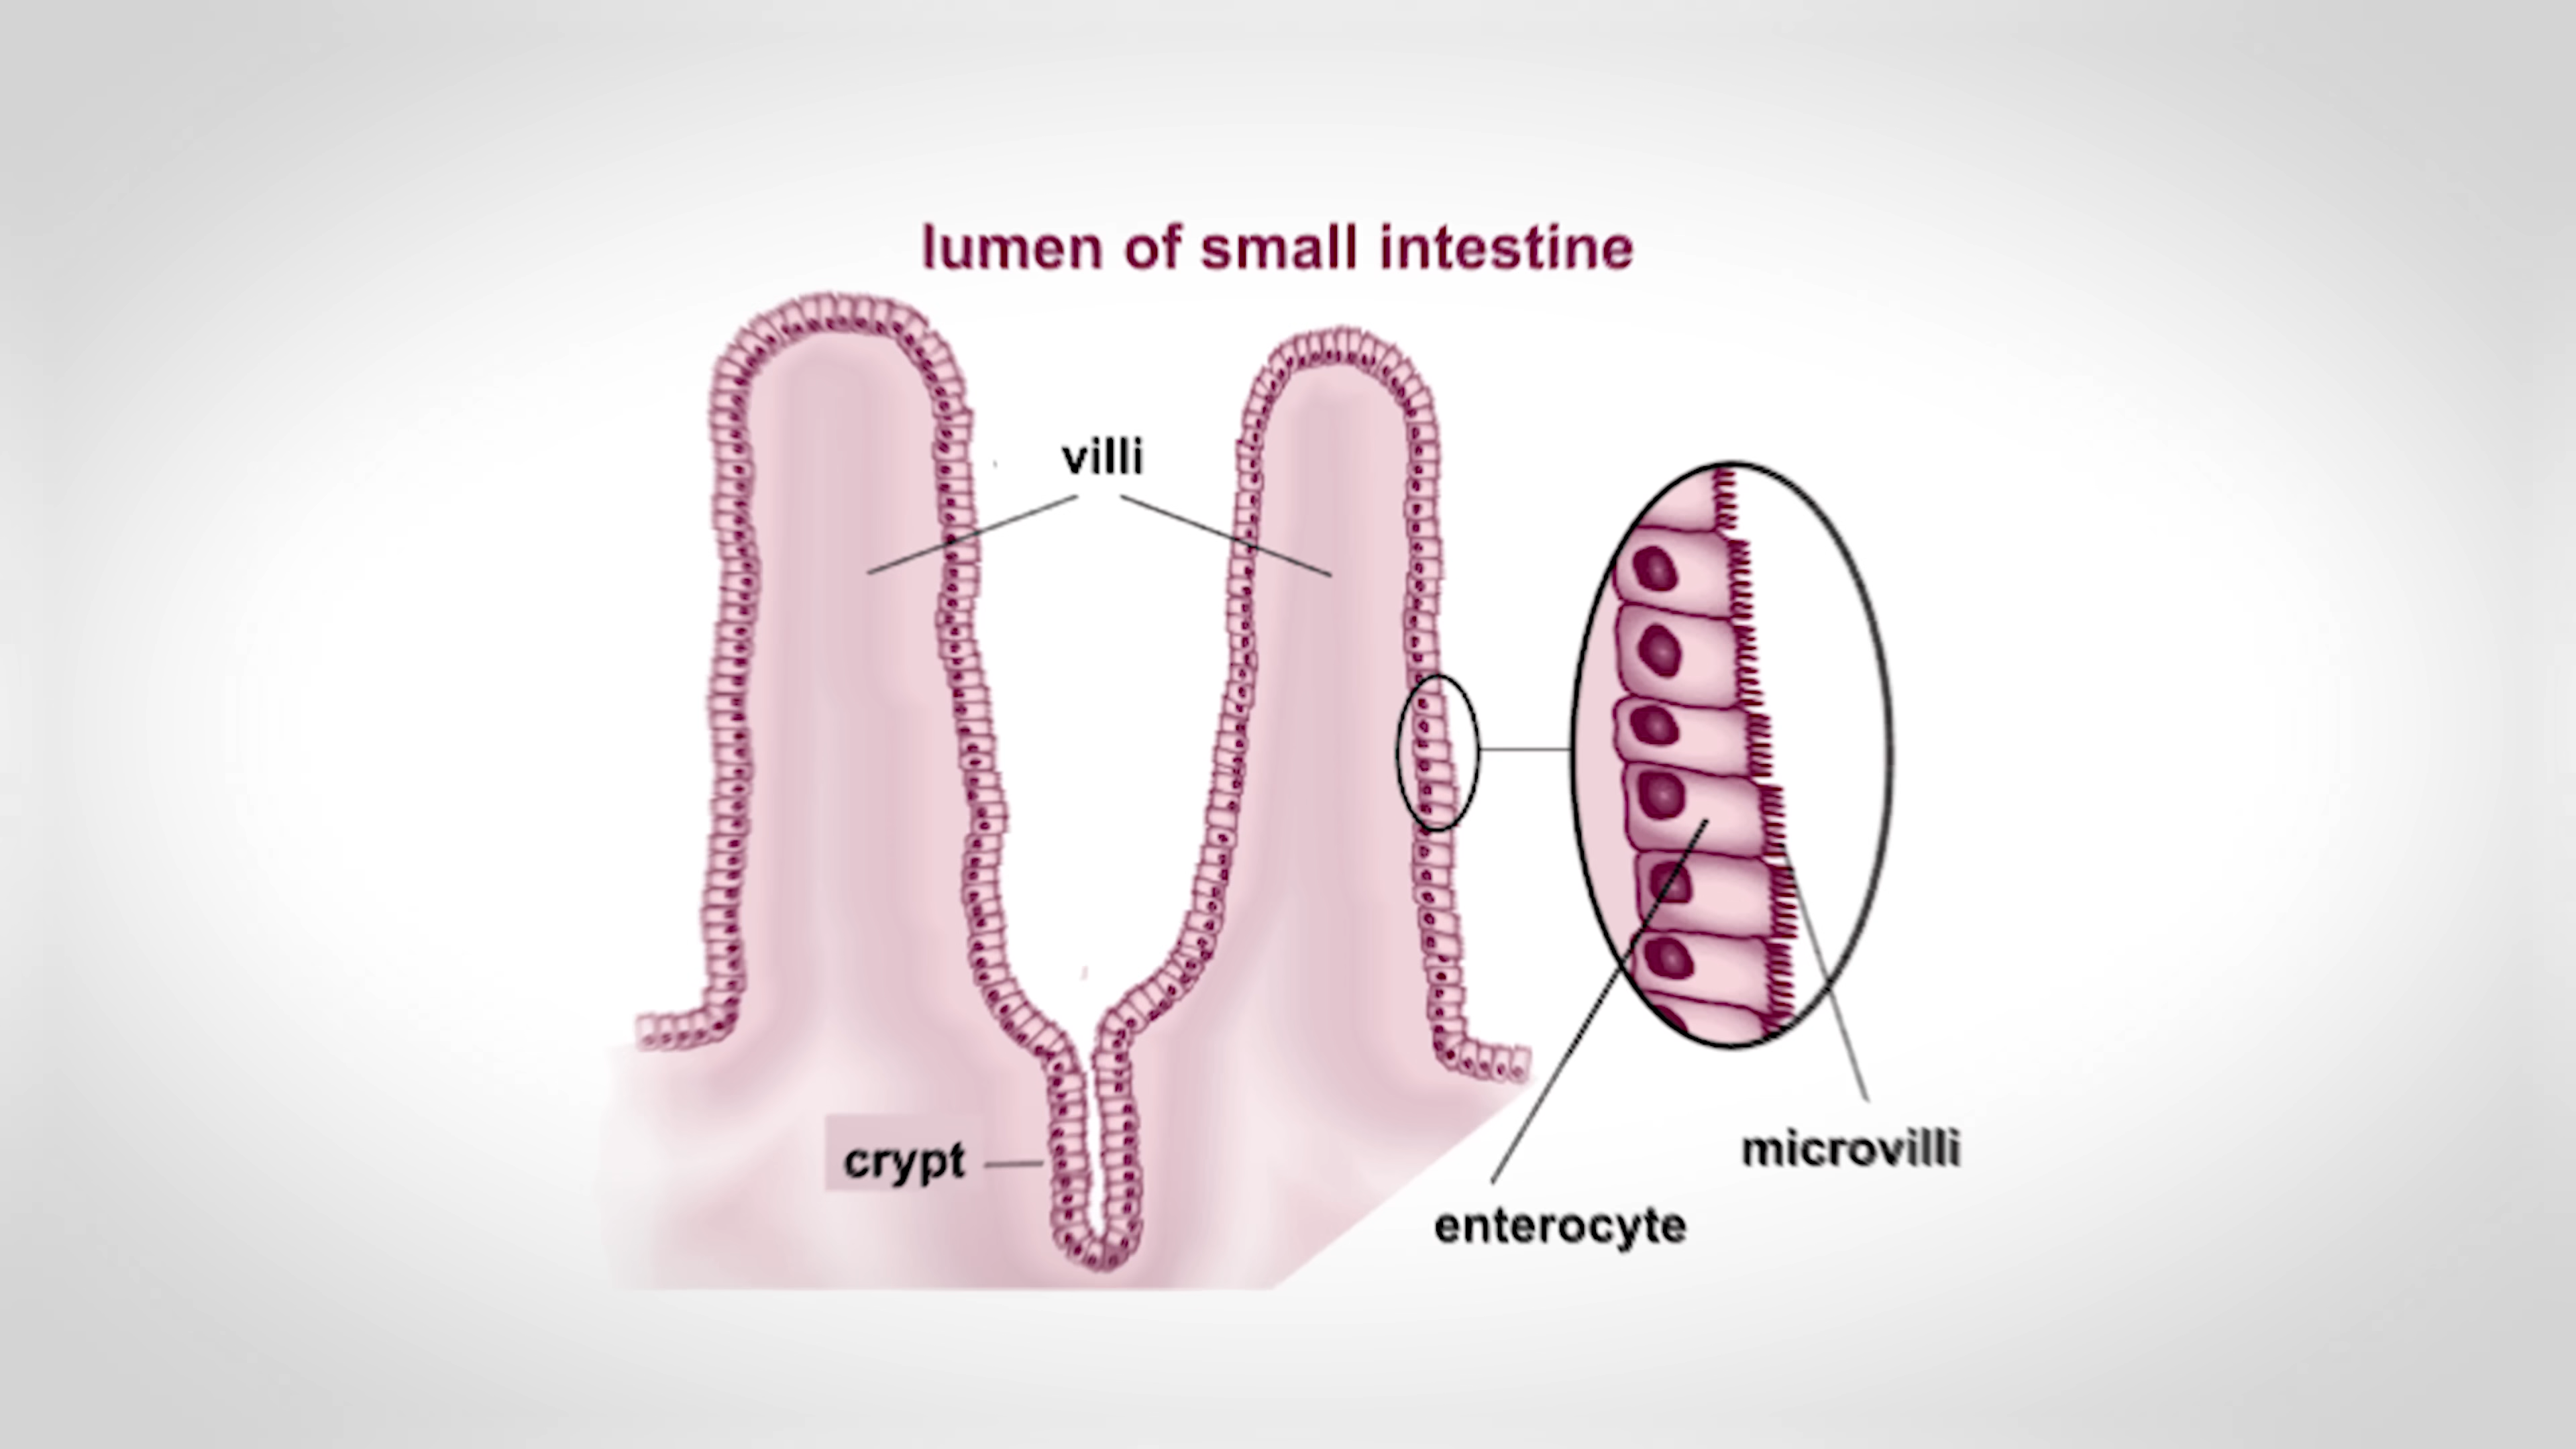 lumen of small intestine
villi
crypt
microvilli
enterocyte